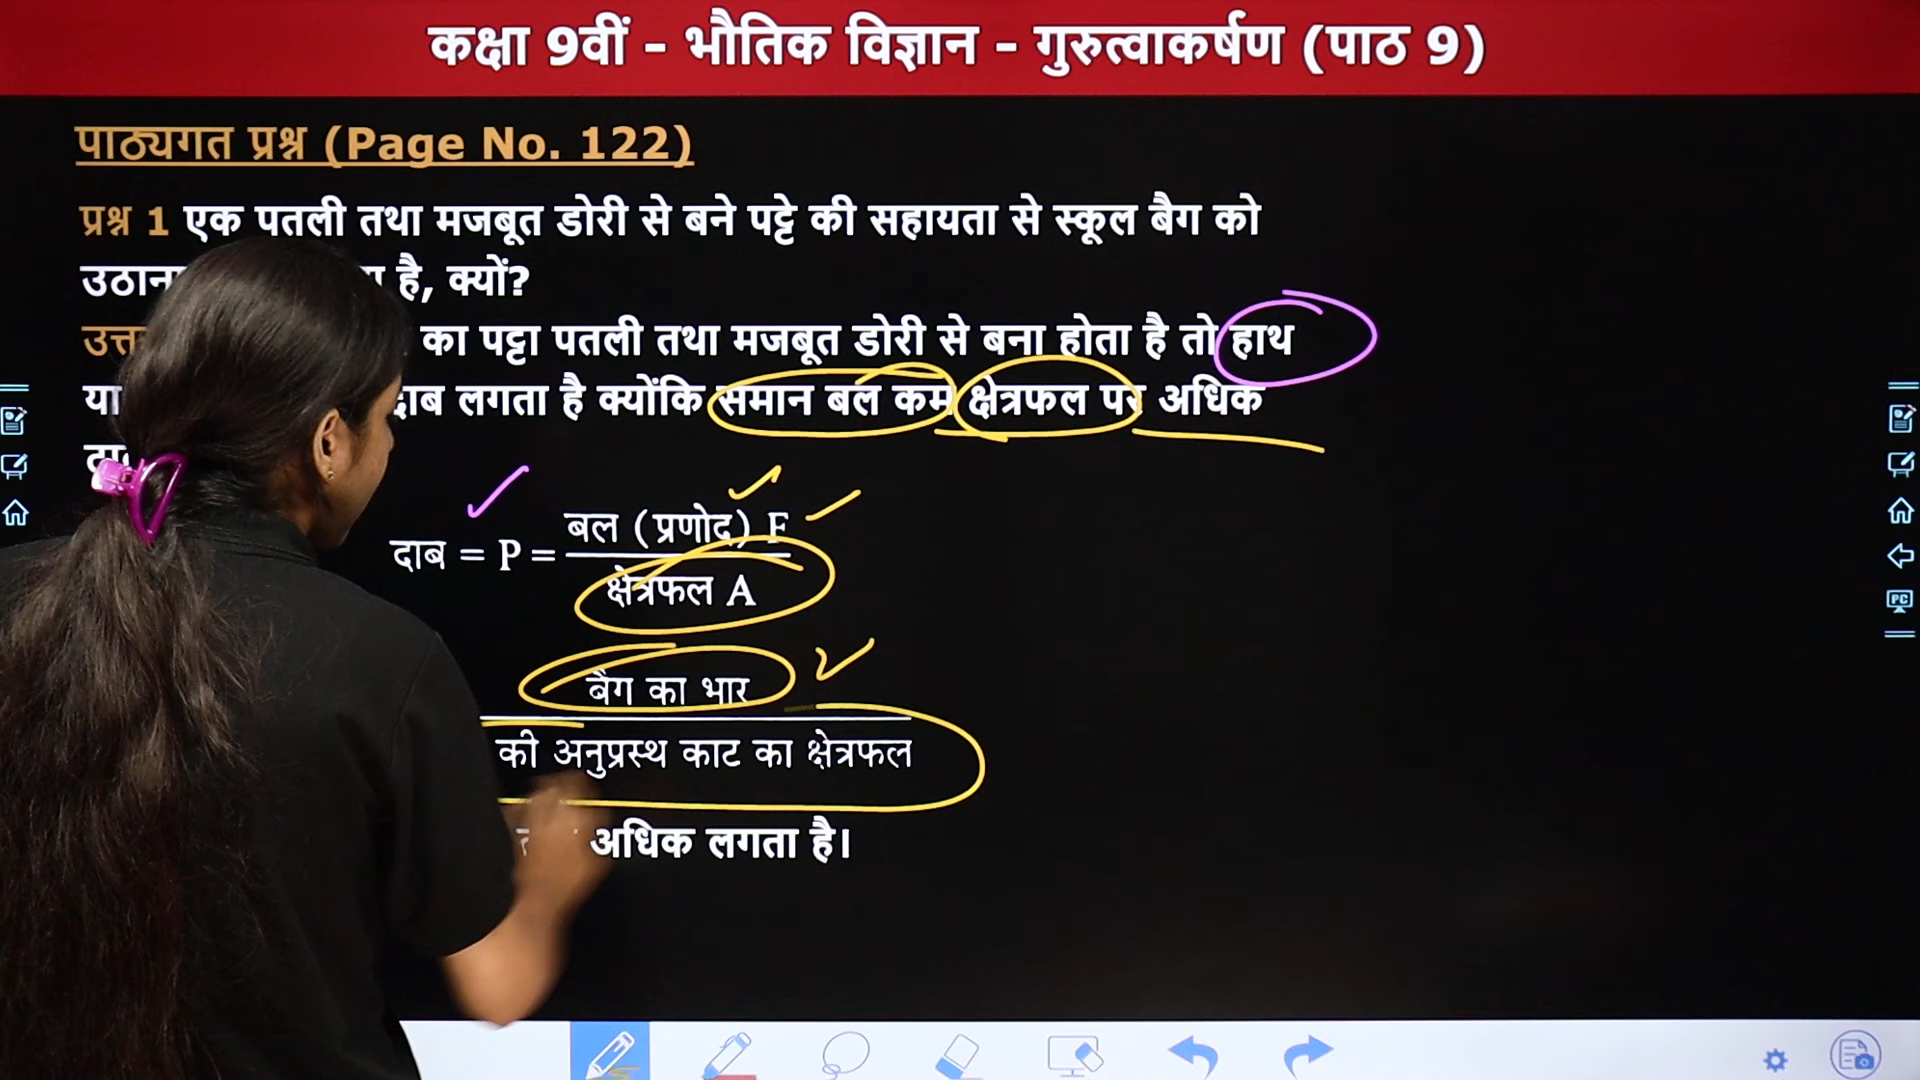 कक्षा 9वीं - भौतिक विज्ञान - गुरुत्वाकर्षण (पाठ 9)
पाठ्यगत प्रश्न (Page No. 122)
प्रश्न 1 एक पतली तथा मजबूत डोरी से बने पट्टे की सहायता से स्कूल बैग को
है, क्यों?
का पट्टा पतली तथा मजबूत डोरी से बना होता है तो हाथ
या दाब लगता है क्योंकि समान बल कम क्षेत्रफल पर अधिक
दाब = P = बल (प्रणोद) F
क्षेत्रफल A
बैग का भार
की अनुप्रस्थ काट का क्षेत्रफल
अधिक लगता है।
PC